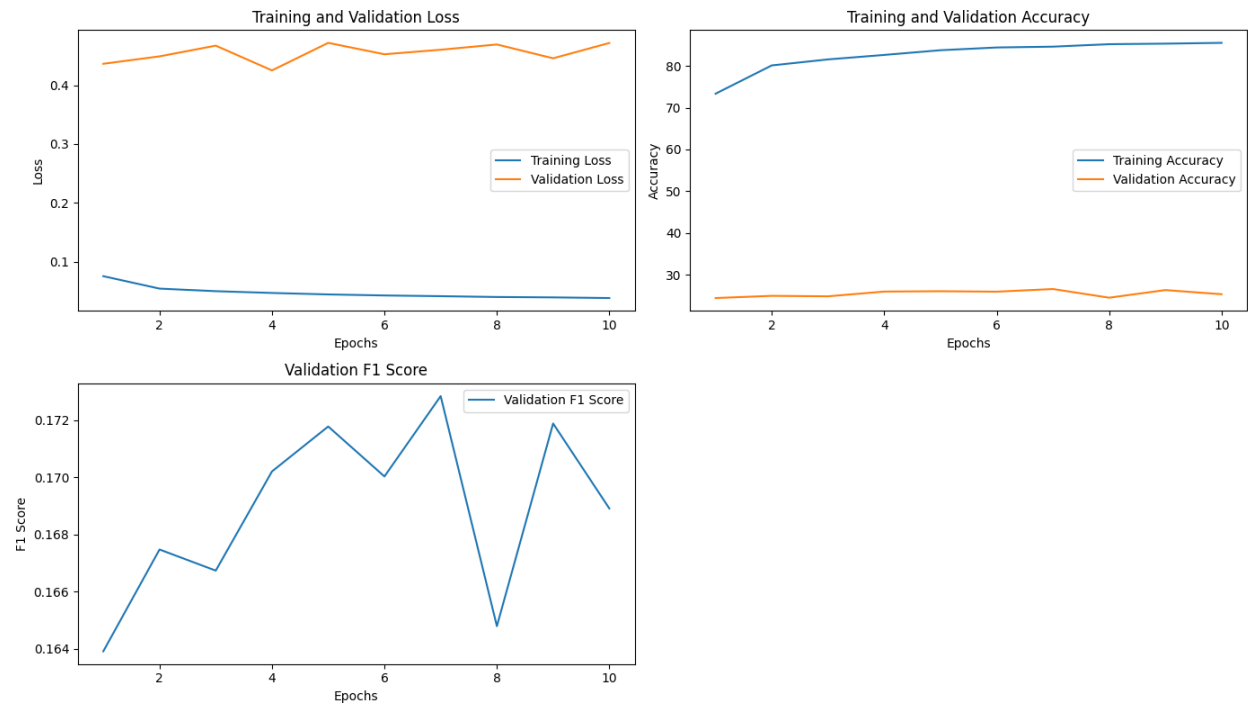 Training and Validation Loss
0.4
0.3
0.2
0.1
Loss
Training Loss
Validation Loss
2
4
6
8
10
Epochs
Training and Validation Accuracy
80
70
60
50
40
30
Accuracy
Training Accuracy
Validation Accuracy
2
4
6
8
10
Epochs
Validation F1 Score
0.172
0.170
0.168
0.166
0.164
F1 Score
Validation F1 Score
2
4
6
8
10
Epochs